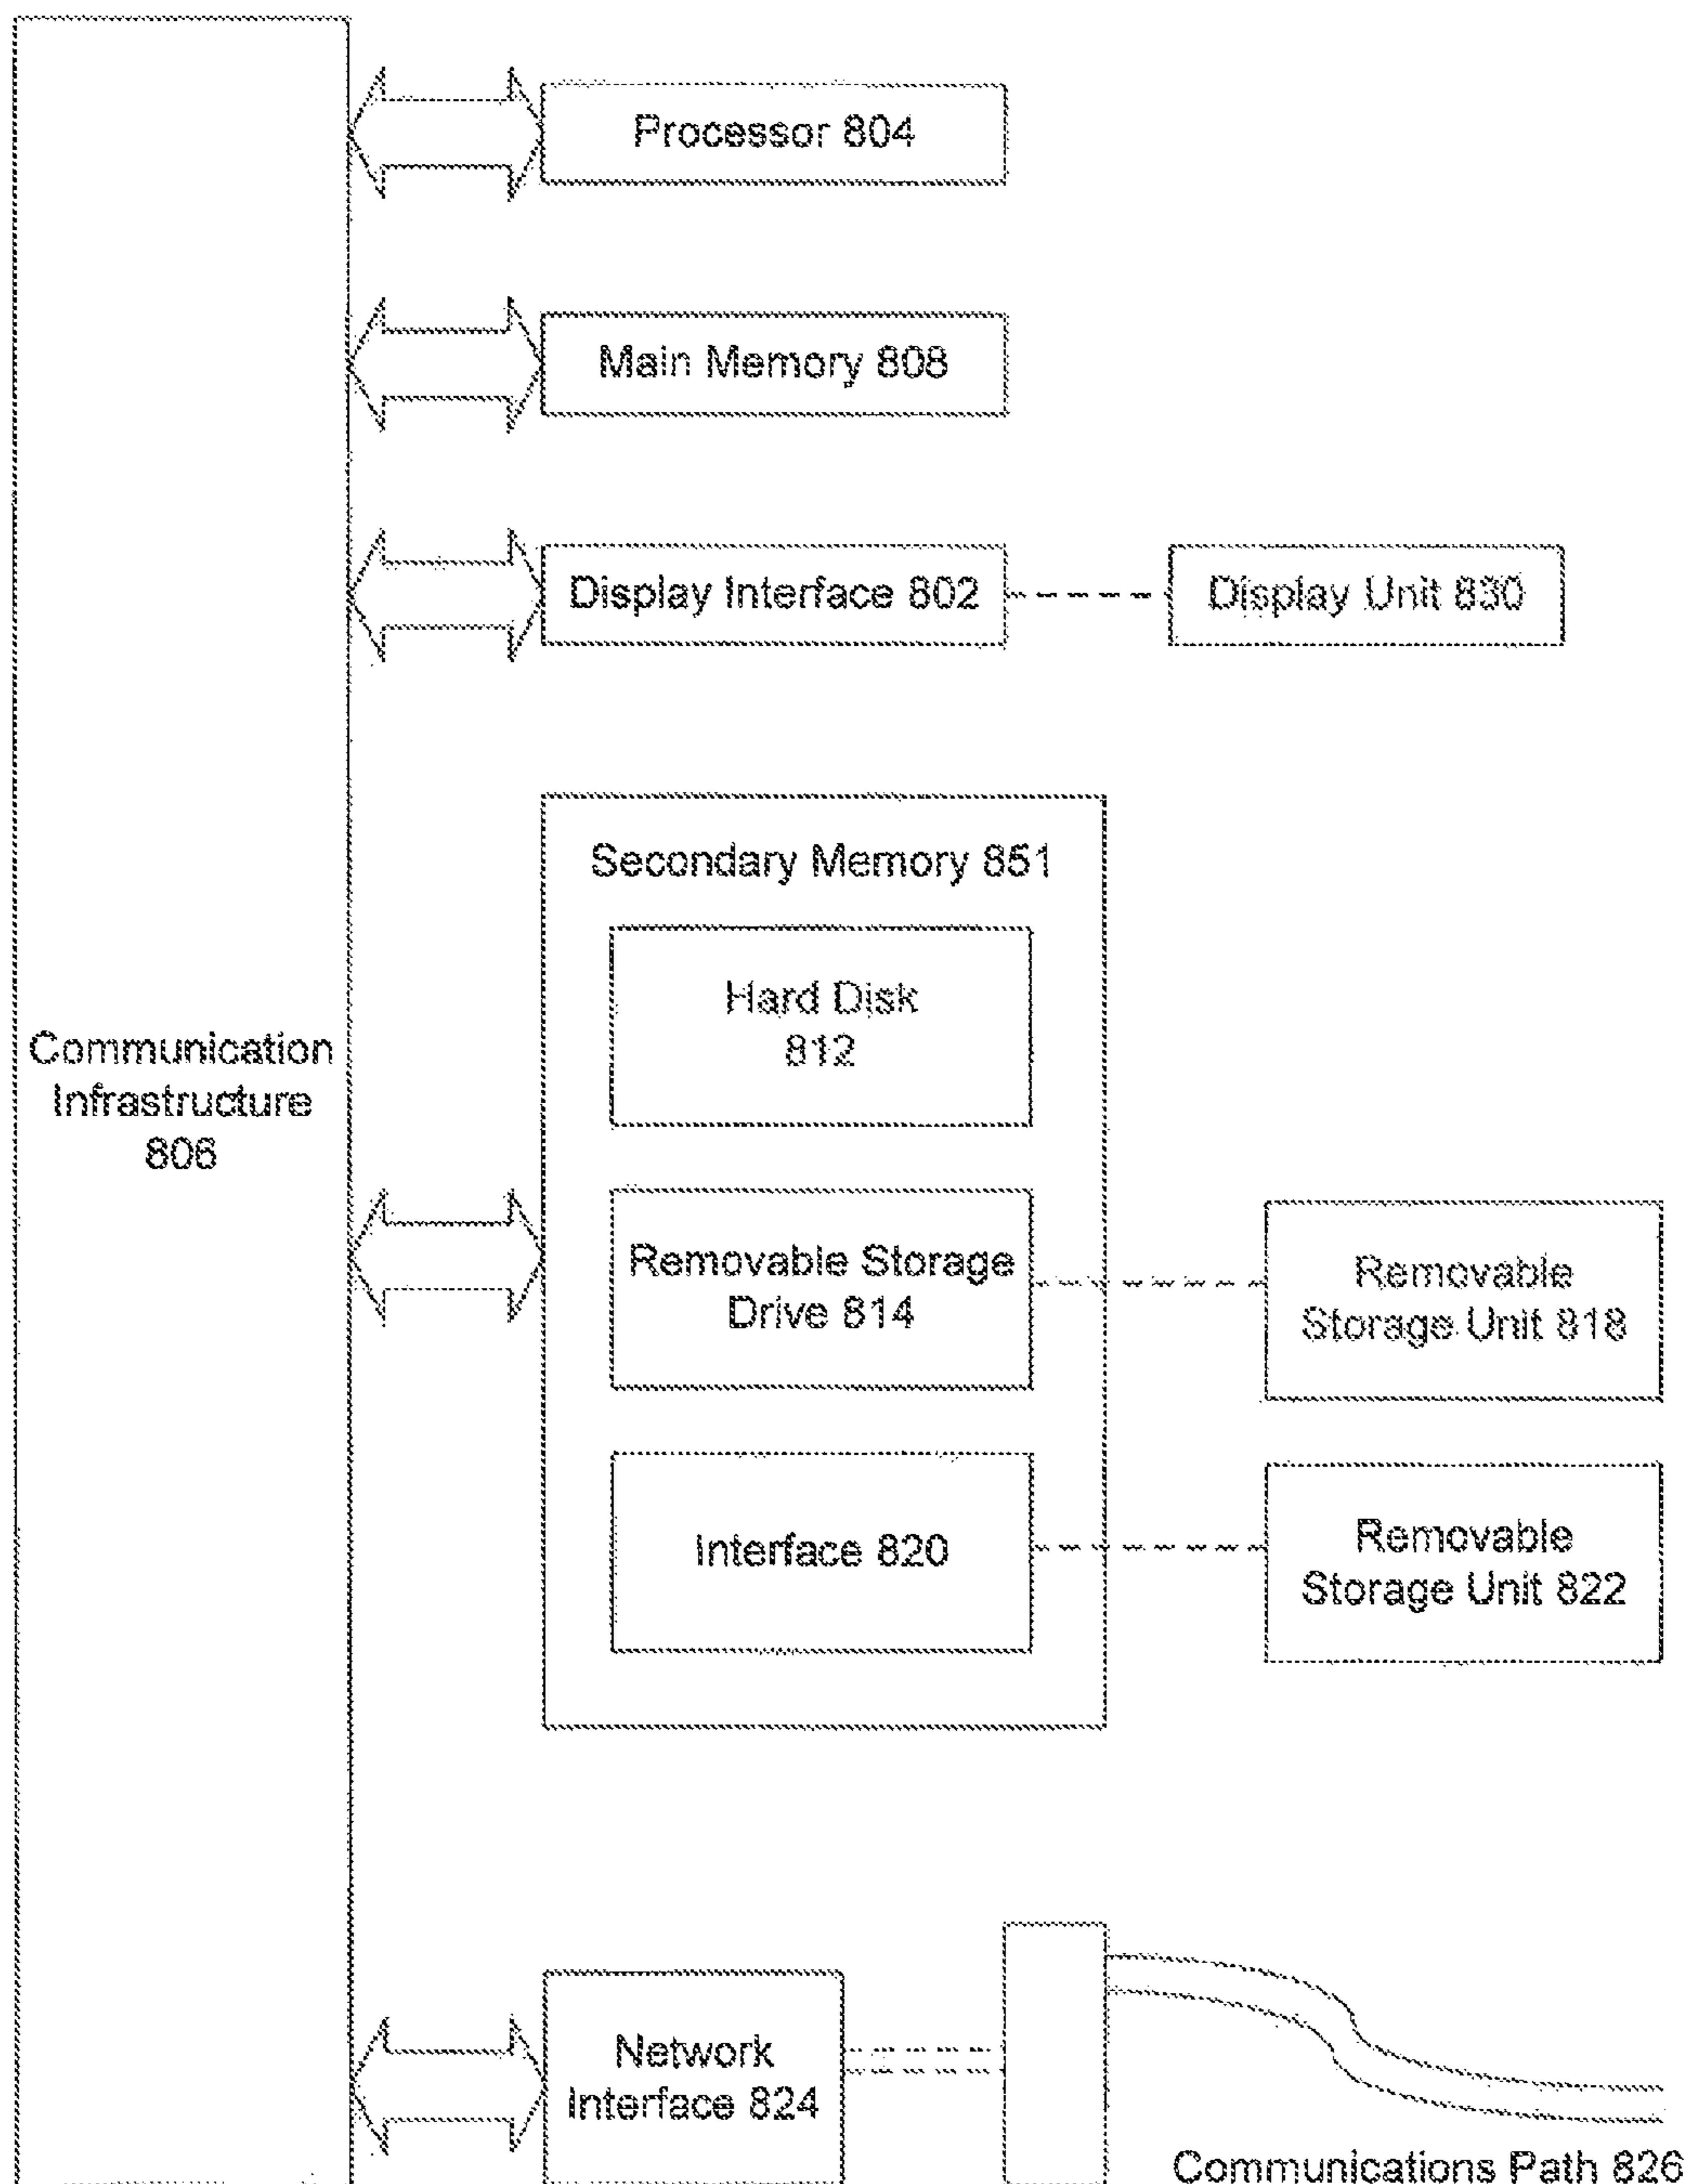 Processor 804
Main Memory 808
Display Interface 802
Display Unit 830
Secondary Memory 851
Hard Disk
812
Communication
Infrastructure
806
Removable Storage
Drive 814
Removable
Storage Unit 818
Interface 820
Removable
Storage Unit 822
Network
Interface 824
Communications Path 826